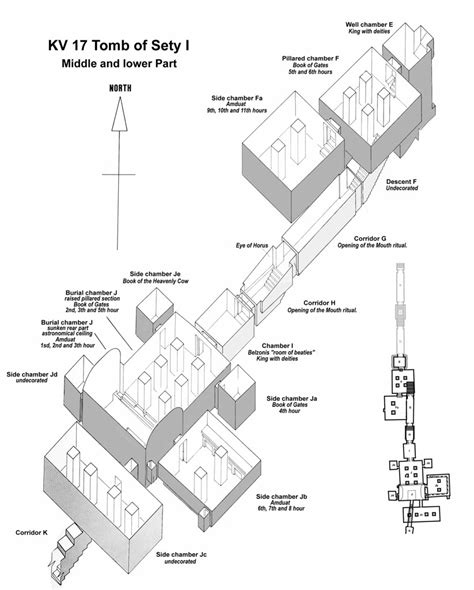 KV 17 Tomb of Sety I
Middle and lower Part
NORTH
Well chamber E
King with deities
Pillared chamber F
Book of Gates
5th and 6th hours
Side chamber Fa
Amduat
9th, 10th and 11th hours
Descent F
Undecorated
Corridor G
Opening of the Mouth ritual.
Eye of Horus
Corridor H
Opening of the Mouth ritual.
Side chamber Je
Book of the Heavenly Cow
Burial chamber J
raised pillared section
Book of Gates
2nd, 3rd and 5th hour
Burial chamber J
sunken rear part
astronomical ceiling
Amduat
1sd, 2nd and 3th hour
Chamber I
Belzonis "room of beaties"
King with deities
Side chamber Jd
undecorated
Side chamber Ja
Book of Gates
4th hour
Side chamber Jb
Amduat
6th, 7th and 8 hour
Corridor K
Side chamber Jc
undecorated